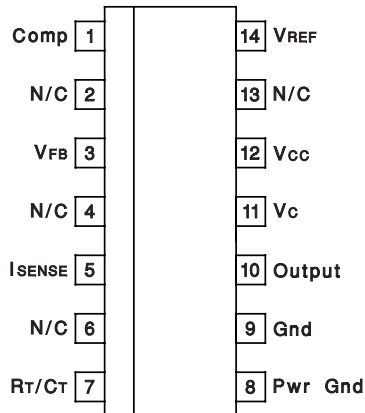 Comp 1 14 VREF
N/C 2 13 N/C
VFB 3 12 VCC
N/C 4 11 VC
ISENSE 5 10 Output
N/C 6 9 Gnd
RT/CT 7 8 Pwr Gnd